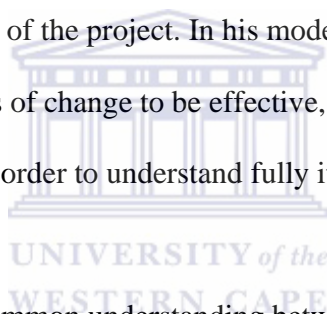 of the project. In his mode
s of change to be effective,
order to understand fully i
UNIVERSITY of the
mmon understanding betw
WESTERN CAPE